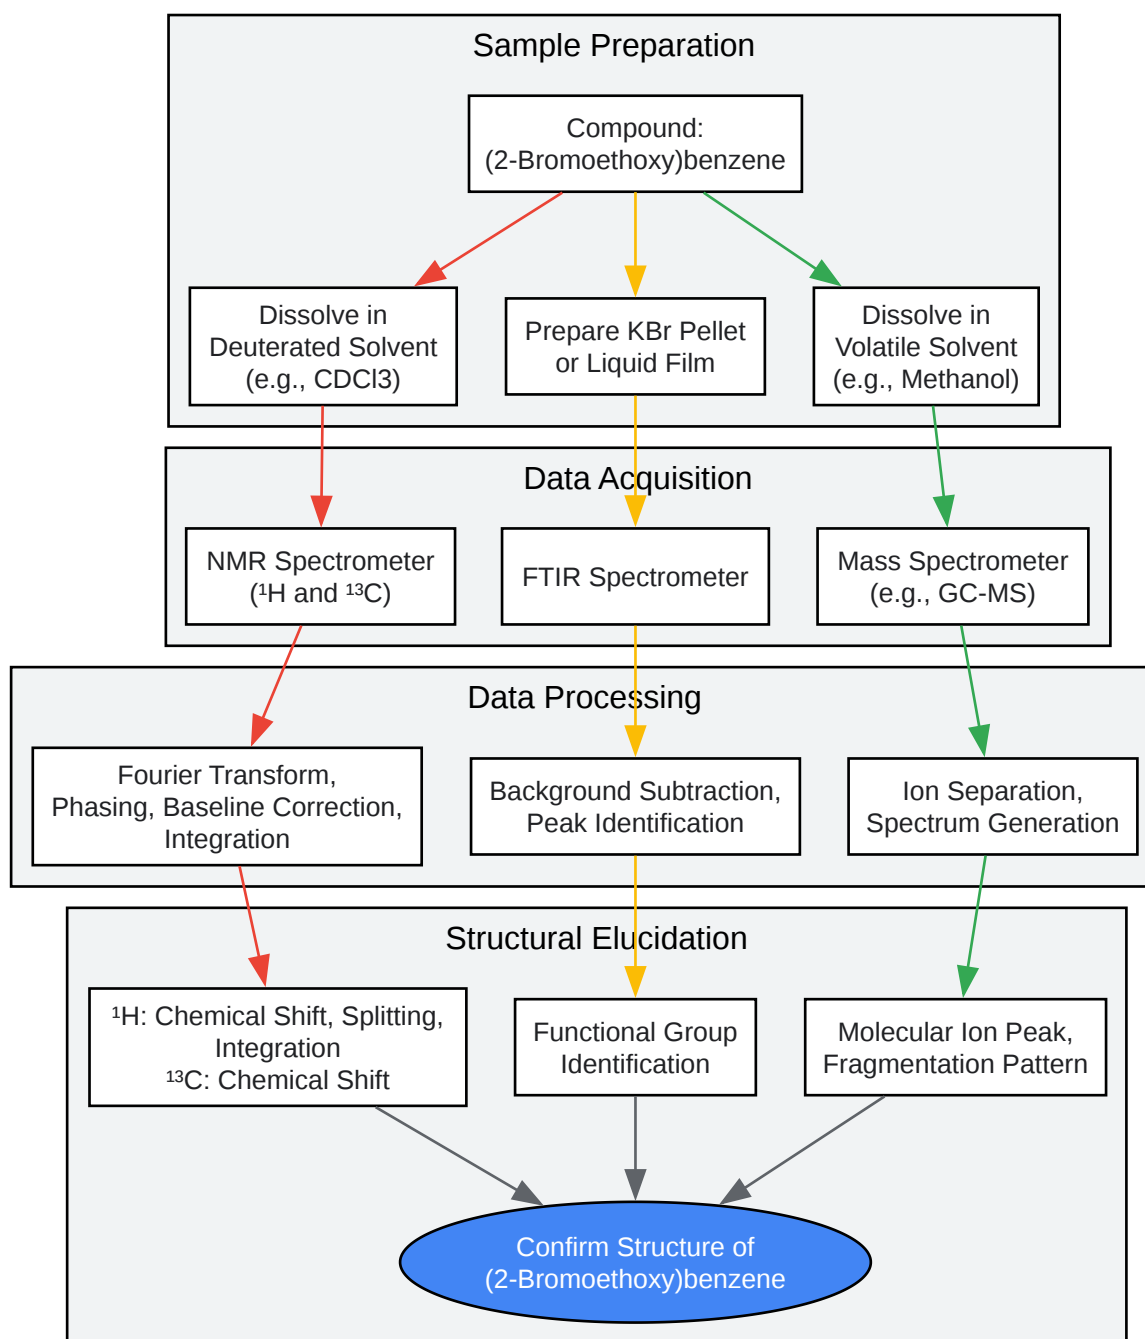 Sample Preparation
Compound:
(2-Bromoethoxy)benzene
Dissolve in
Deuterated Solvent
(e.g., CDCl3)
Prepare KBr Pellet
or Liquid Film
Dissolve in
Volatile Solvent
(e.g., Methanol)
Data Acquisition
NMR Spectrometer
(¹H and ¹³C)
FTIR Spectrometer
Mass Spectrometer
(e.g., GC-MS)
Data Processing
Fourier Transform,
Phasing, Baseline Correction,
Integration
Background Subtraction,
Peak Identification
Ion Separation,
Spectrum Generation
Structural Elucidation
¹H: Chemical Shift, Splitting,
Integration
¹³C: Chemical Shift
Functional Group
Identification
Molecular Ion Peak,
Fragmentation Pattern
Confirm Structure of
(2-Bromoethoxy)benzene